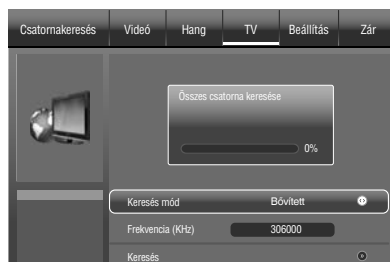 Csatornakeresés Videó Hang TV Beállítás Zár
Összes csatorna keresése
0%
Keresés mód Bővített
Frekvencia (KHz) 306000
Keresés